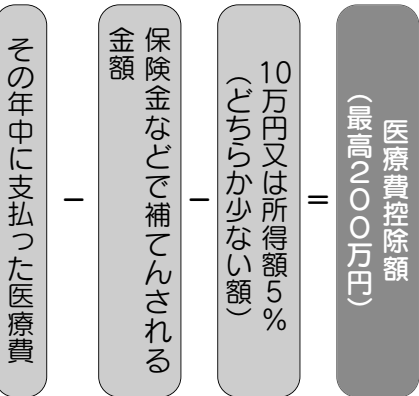 その年中に支払った医療費
−
保険金などで補てんされる
金額
−
10万円又は所得額5%
（どちらか少ない額）
＝
医療費控除額
（最高200万円）